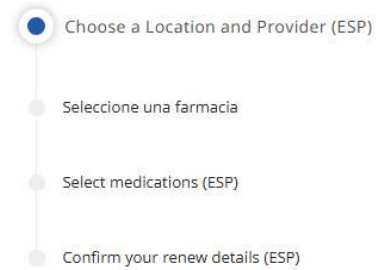 Choose a Location and Provider (ESP)
Seleccione una farmacia
Select medications (ESP)
Confirm your renew details (ESP)